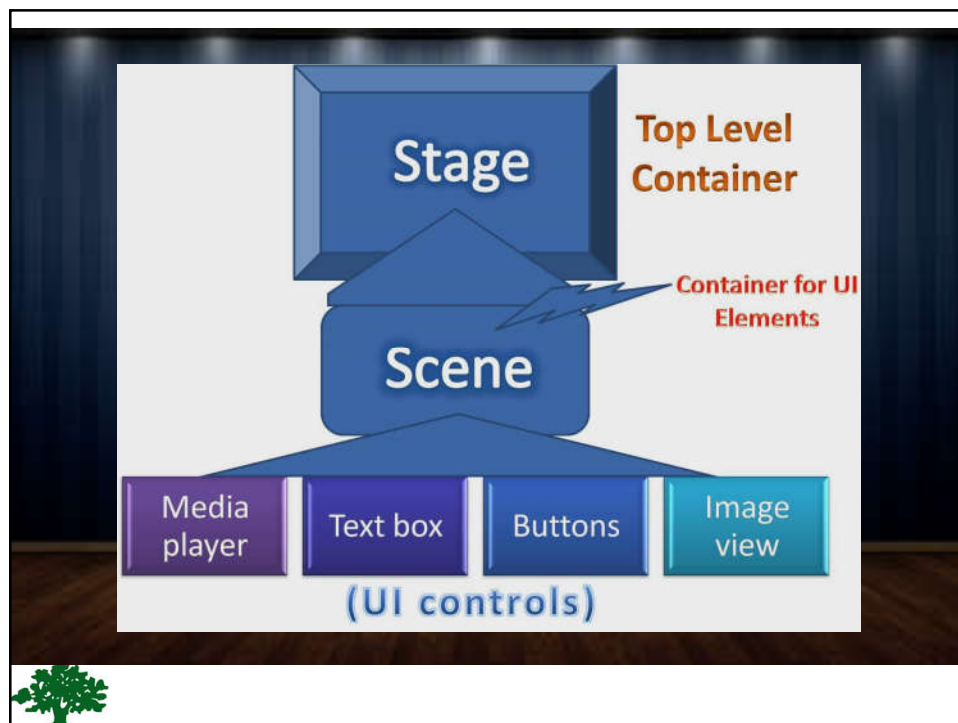 Stage
Top Level
Container
Container for UI
Elements
Scene
Media
player
Text box
Buttons
Image
view
(UI controls)